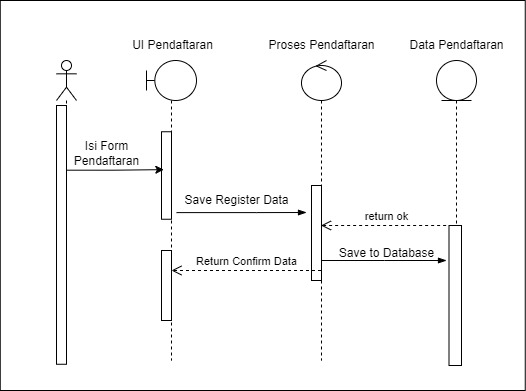 UI Pendaftaran
Proses Pendaftaran
Data Pendaftaran
Isi Form
Pendaftaran
Save Register Data
return ok
Save to Database
Return Confirm Data